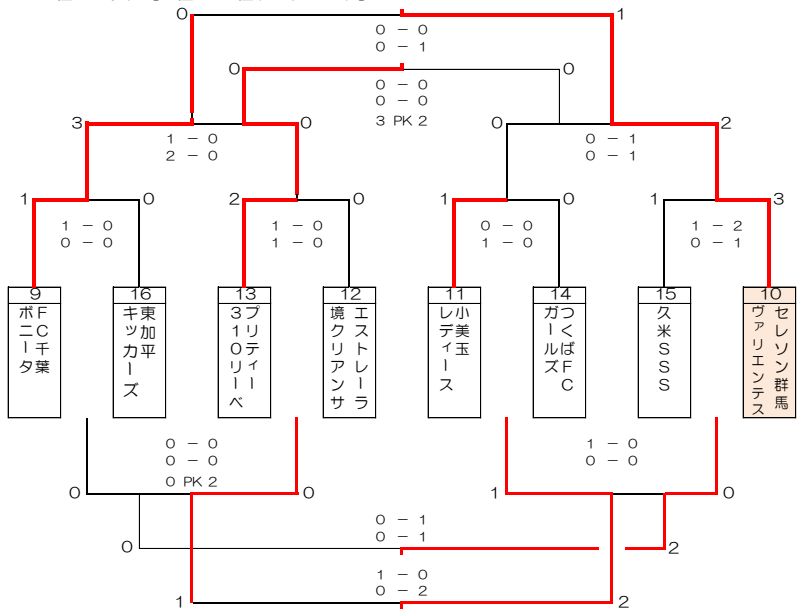 0
1
0 － 0
0 － 1
0
0
0 － 0
0 － 0
3 PK 2
3
0
0
2
1 － 0
2 － 0
0 － 1
0 － 1
1
0
2
0
1
0
1
3
1 － 0
0 － 0
1 － 0
1 － 0
0 － 0
1 － 0
1 － 2
0 － 1
9
FC千葉
ボニータ
16
東加平
キッカーズ
13
プリティー
310リーベ
12
エストレーラ
境クリアンサ
11
小美玉
レディース
14
つくばFC
ガールズ
15
久米SSS
10
セレソン群馬
ヴァリエンテス
0 － 0
0 － 0
0 PK 2
1 － 0
0 － 0
0
0
1
0
0 － 1
0 － 1
0
2
1 － 0
0 － 2
1
2